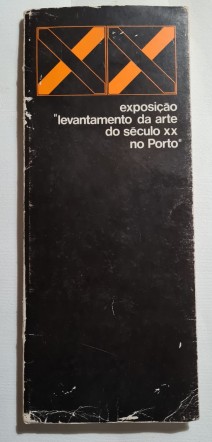 exposição
"levantamento da arte
do século xx
no Porto"